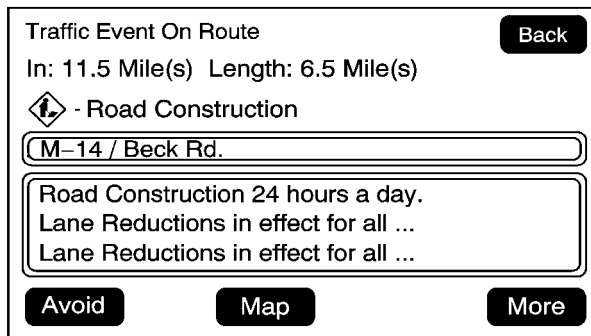 Traffic Event On Route
Back
In: 11.5 Mile(s) Length: 6.5 Mile(s)
- Road Construction
M–14 / Beck Rd.
Road Construction 24 hours a day.
Lane Reductions in effect for all ...
Lane Reductions in effect for all ...
Avoid
Map
More